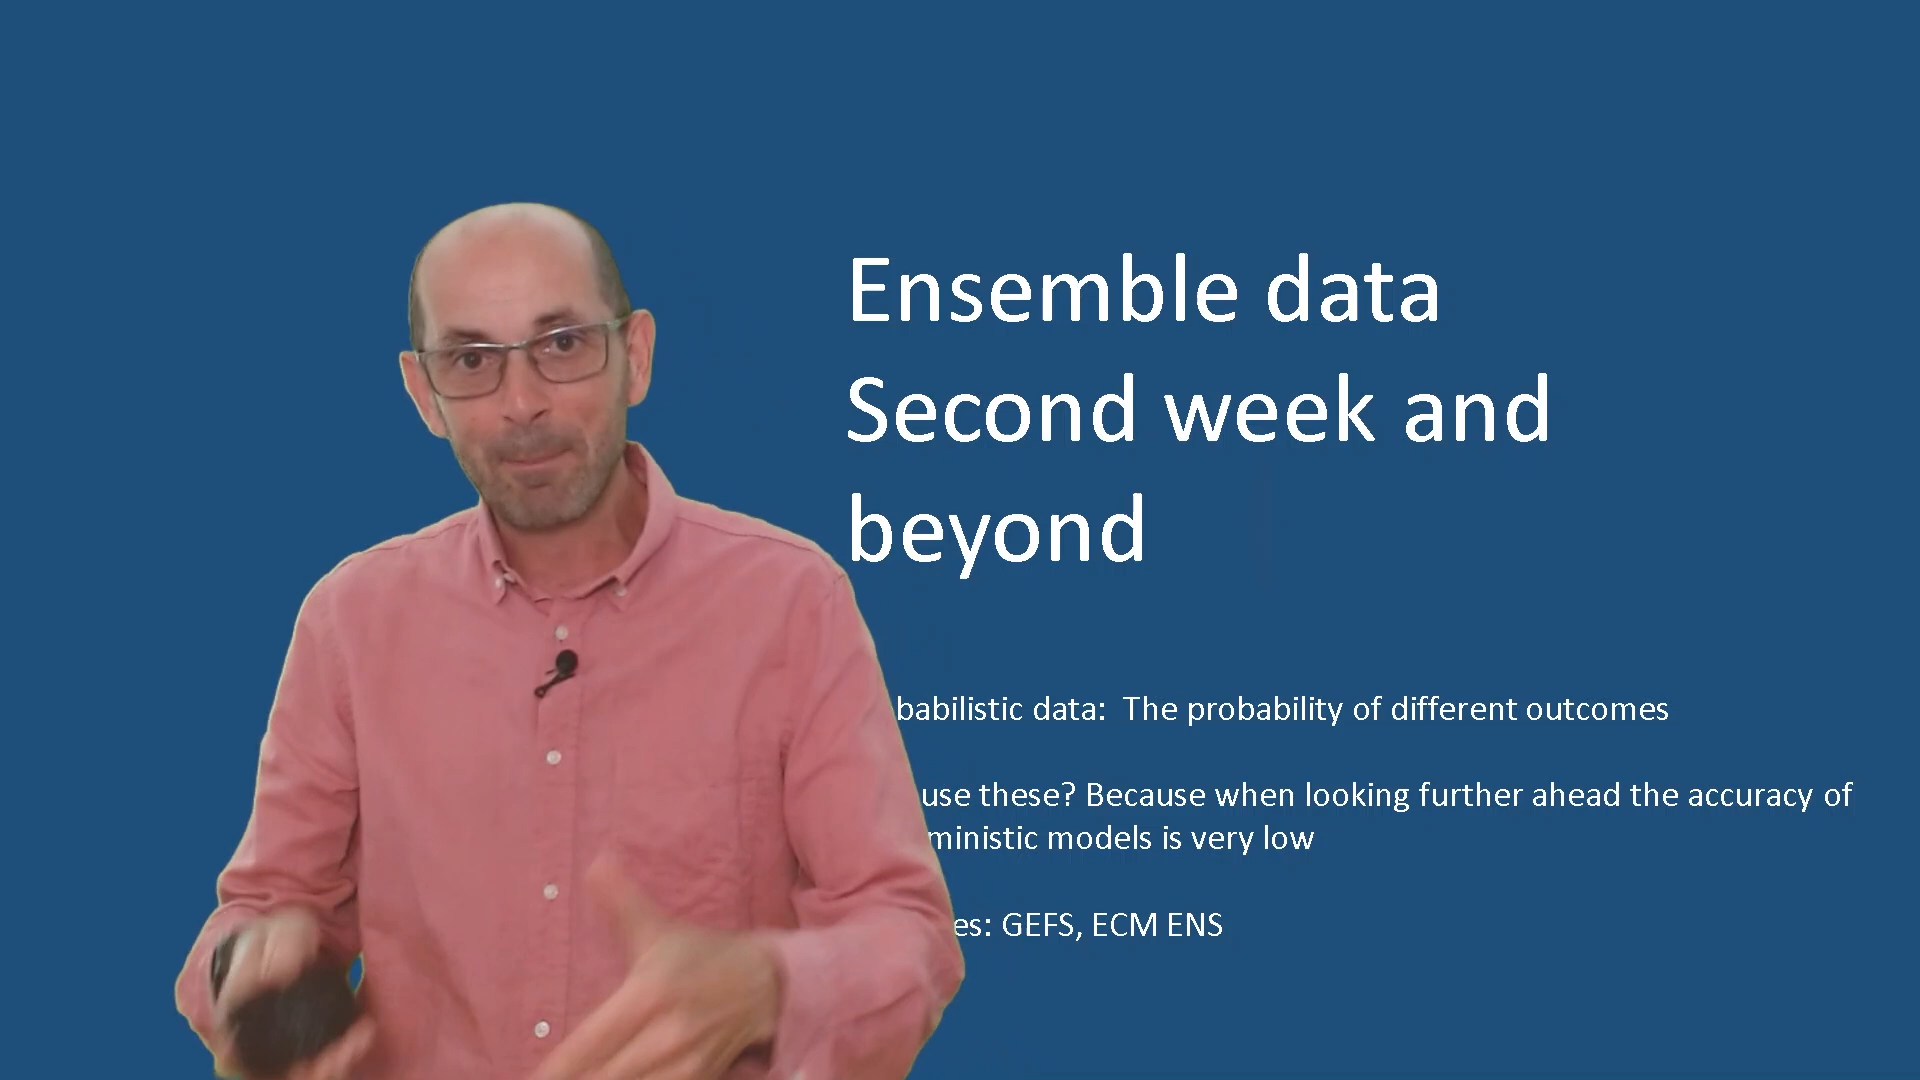 Ensemble data
Second week and
beyond
babilistic data:  The probability of different outcomes
use these? Because when looking further ahead the accuracy of
ministic models is very low
es: GEFS, ECM ENS